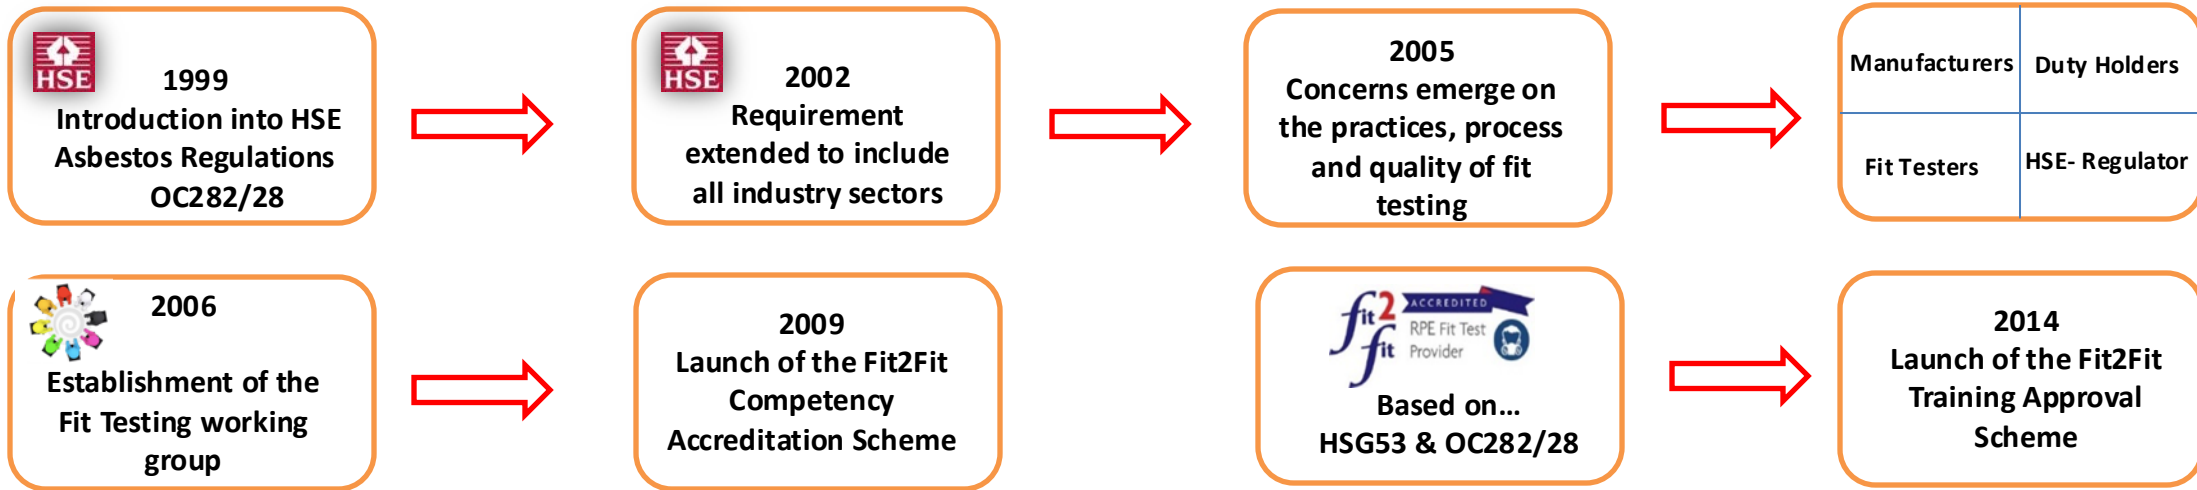 HSE
1999
Introduction into HSE
Asbestos Regulations
OC282/28
HSE
2002
Requirement
extended to include
all industry sectors
2005
Concerns emerge on
the practices, process
and quality of fit
testing
Manufacturers
Duty Holders
Fit Testers
HSE- Regulator
2006
Establishment of the
Fit Testing working
group
2009
Launch of the Fit2Fit
Competency
Accreditation Scheme
fit2fit
ACCREDITED
RPE Fit Test
Provider
Based on...
HSG53 & OC282/28
2014
Launch of the Fit2Fit
Training Approval
Scheme